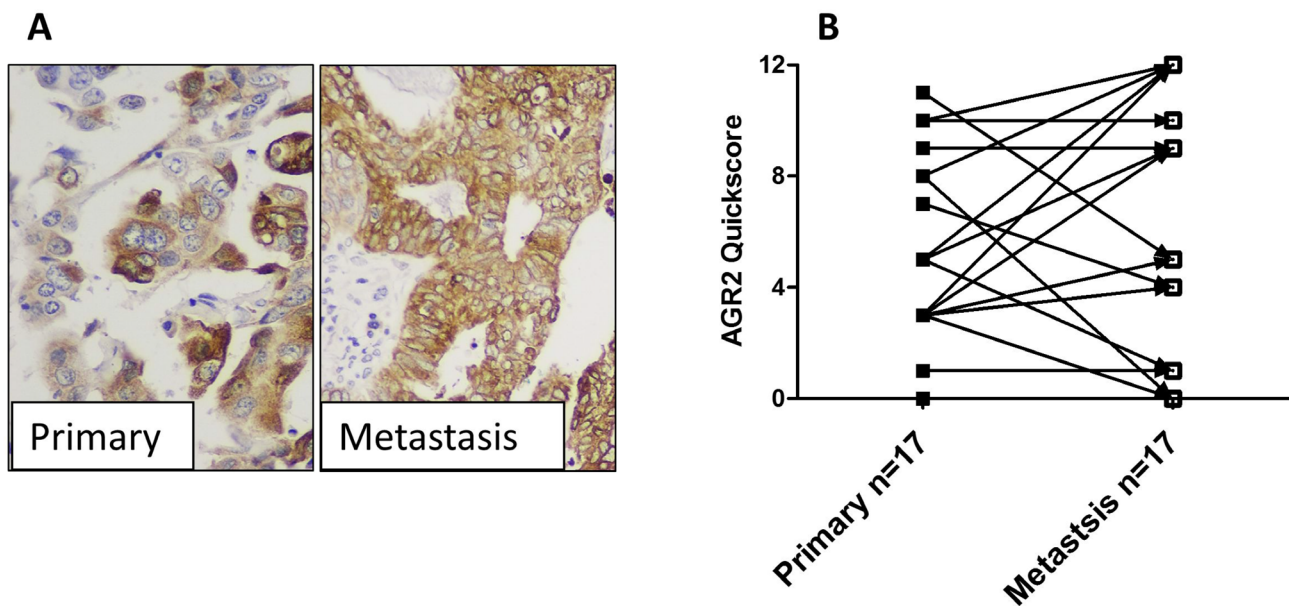 A
B
Primary
Metastasis
AGR2 Quickscore
12
8
4
0
Primary n=17
Metastsis n=17